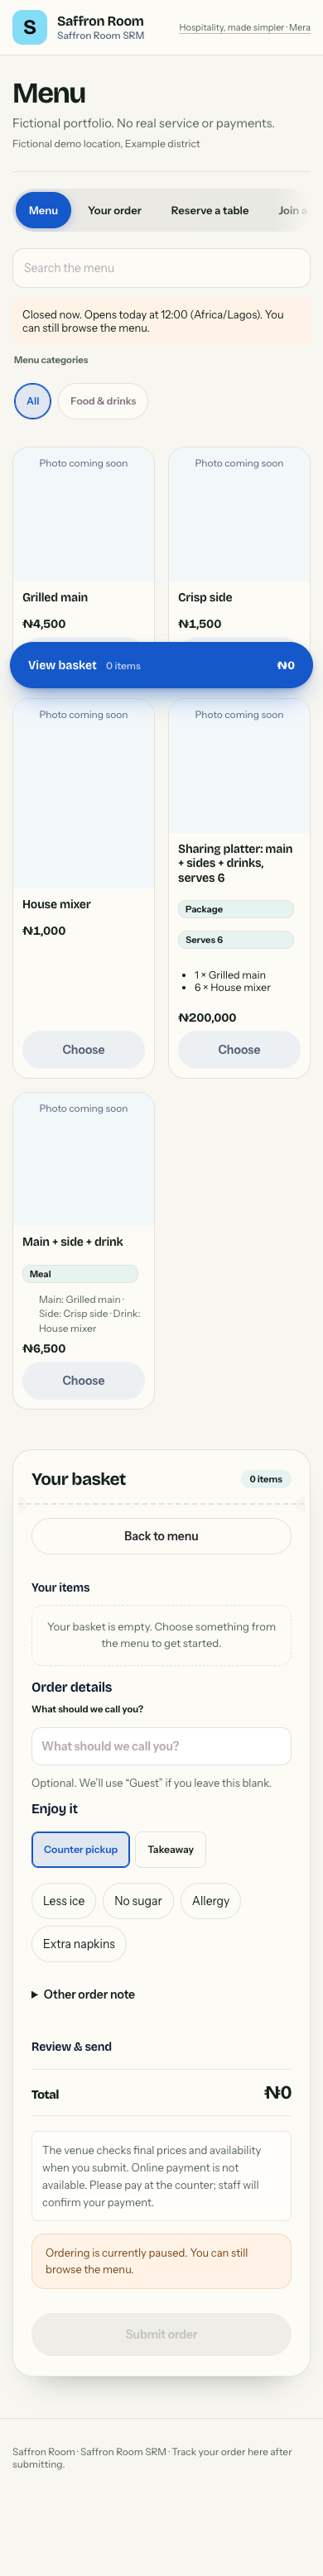 S
Saffron Room
Saffron Room SRM
Hospitality, made simpler · Mera
Menu
Fictional portfolio. No real service or payments.
Fictional demo location, Example district
Menu
Your order
Reserve a table
Join a
Search the menu
Closed now. Opens today at 12:00 (Africa/Lagos). You
can still browse the menu.
Menu categories
All
Food & drinks
Photo coming soon
Grilled main
₦4,500
Photo coming soon
Crisp side
₦1,500
View basket
0 items
₦0
Photo coming soon
House mixer
₦1,000
Choose
Photo coming soon
Sharing platter: main
+ sides + drinks,
serves 6
Package
Serves 6
• 1 × Grilled main
• 6 × House mixer
₦200,000
Choose
Photo coming soon
Main + side + drink
Meal
Main: Grilled main ·
Side: Crisp side · Drink:
House mixer
₦6,500
Choose
Your basket
0 items
Back to menu
Your items
Your basket is empty. Choose something from
the menu to get started.
Order details
What should we call you?
What should we call you?
Optional. We'll use “Guest” if you leave this blank.
Enjoy it
Counter pickup
Takeaway
Less ice
No sugar
Allergy
Extra napkins
Other order note
Review & send
Total
₦0
The venue checks final prices and availability
when you submit. Online payment is not
available. Please pay at the counter; staff will
confirm your payment.
Ordering is currently paused. You can still
browse the menu.
Submit order
Saffron Room · Saffron Room SRM · Track your order here after
submitting.